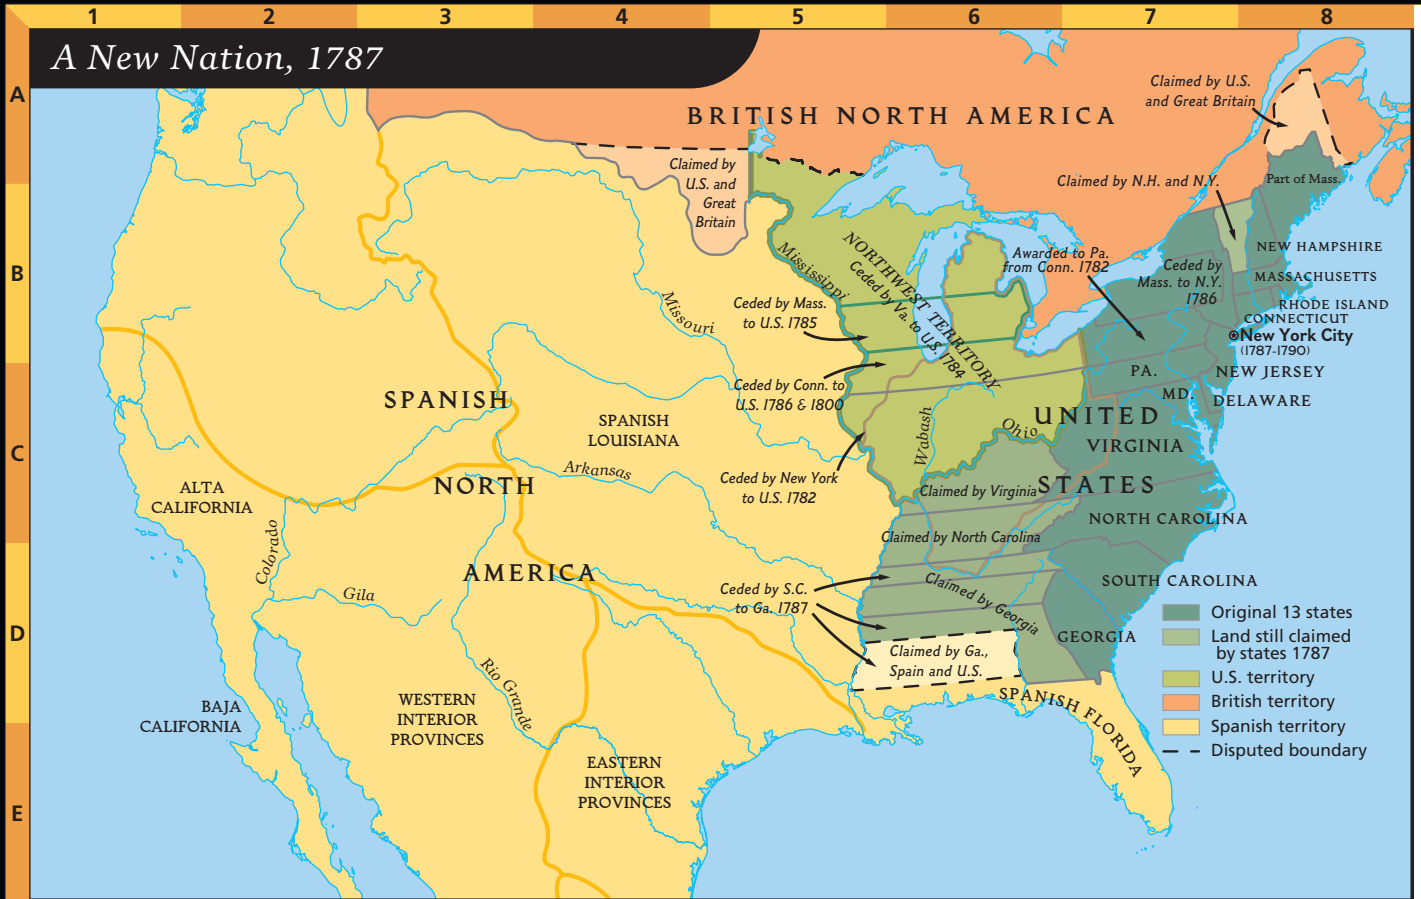 1 2 3 4 5 6 7 8
A New Nation, 1787
A
B
C
D
E
BRITISH NORTH AMERICA
Claimed by U.S.
and Great Britain
Claimed by
U.S. and
Great
Britain
Claimed by N.H. and N.Y.
Part of Mass.
NEW HAMPSHIRE
Awarded to Pa.
from Conn. 1782
Ceded by
Mass. to N.Y.
1786
MASSACHUSETTS
RHODE ISLAND
CONNECTICUT
New York City
(1787-1790)
NORTHWEST TERRITORY
Ceded by Va. to U.S. 1784
Mississippi
Missouri
Ceded by Mass.
to U.S. 1785
Ceded by Conn. to
U.S. 1786 & 1800
PA.
NEW JERSEY
MD.
DELAWARE
SPANISH
SPANISH
LOUISIANA
Wabash
Ohio
UNITED
VIRGINIA
Arkansas
Ceded by New York
to U.S. 1782
NORTH
ALTA
CALIFORNIA
Claimed by Virginia
STATES
NORTH CAROLINA
Claimed by North Carolina
Colorado
AMERICA
Gila
Ceded by S.C.
to Ga. 1787
Claimed by Georgia
SOUTH CAROLINA
GEORGIA
Claimed by Ga.,
Spain and U.S.
Rio Grande
BAJA
CALIFORNIA
WESTERN
INTERIOR
PROVINCES
EASTERN
INTERIOR
PROVINCES
SPANISH FLORIDA
Original 13 states
Land still claimed
by states 1787
U.S. territory
British territory
Spanish territory
Disputed boundary